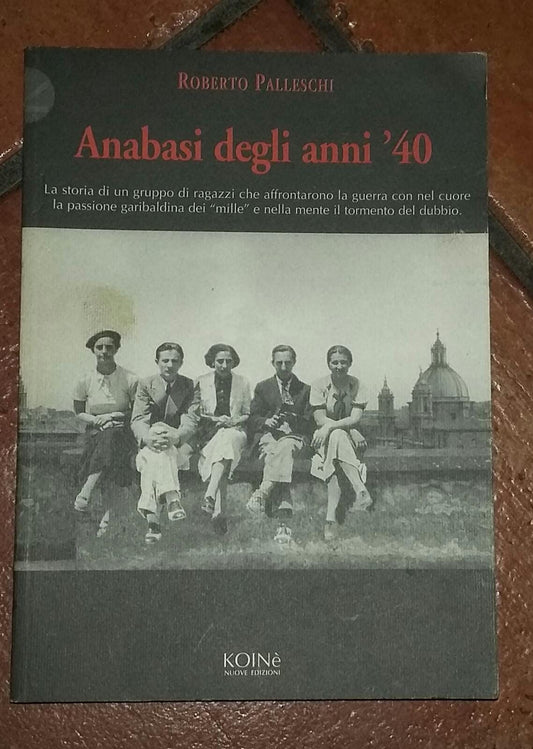 ROBERTO PALLESCHI
Anabasi degli anni '40
La storia di un gruppo di ragazzi che affrontarono la guerra con nel cuore
la passione garibaldina dei "mille" e nella mente il tormento del dubbio.
KOINè
NUOVE EDIZIONI